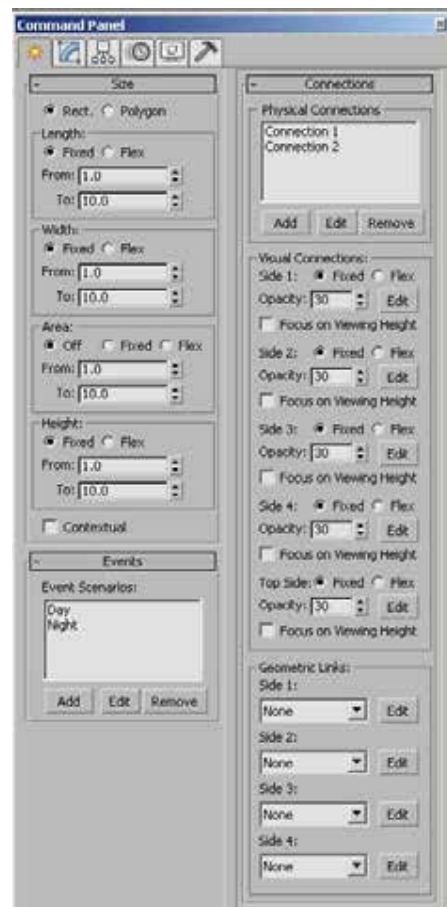 Command Panel
- Size
Rect. Polygon
Length:
Fixed Flex
From: 1.0
To: 10.0
Width:
Fixed Flex
From: 1.0
To: 10.0
Area:
Off Fixed Flex
From: 1.0
To: 10.0
Height:
Fixed Flex
From: 1.0
To: 10.0
Contextual
- Events
Event Scenarios:
Day
Night
Add Edit Remove
- Connections
Physical Connections
Connection 1
Connection 2
Add Edit Remove
Visual Connections:
Side 1: Fixed Flex
Opacity: 30 Edit
Focus on Viewing Height
Side 2: Fixed Flex
Opacity: 30 Edit
Focus on Viewing Height
Side 3: Fixed Flex
Opacity: 30 Edit
Focus on Viewing Height
Side 4: Fixed Flex
Opacity: 30 Edit
Focus on Viewing Height
Top Side: Fixed Flex
Opacity: 30 Edit
Focus on Viewing Height
Geometric Links:
Side 1:
None Edit
Side 2:
None Edit
Side 3:
None Edit
Side 4:
None Edit